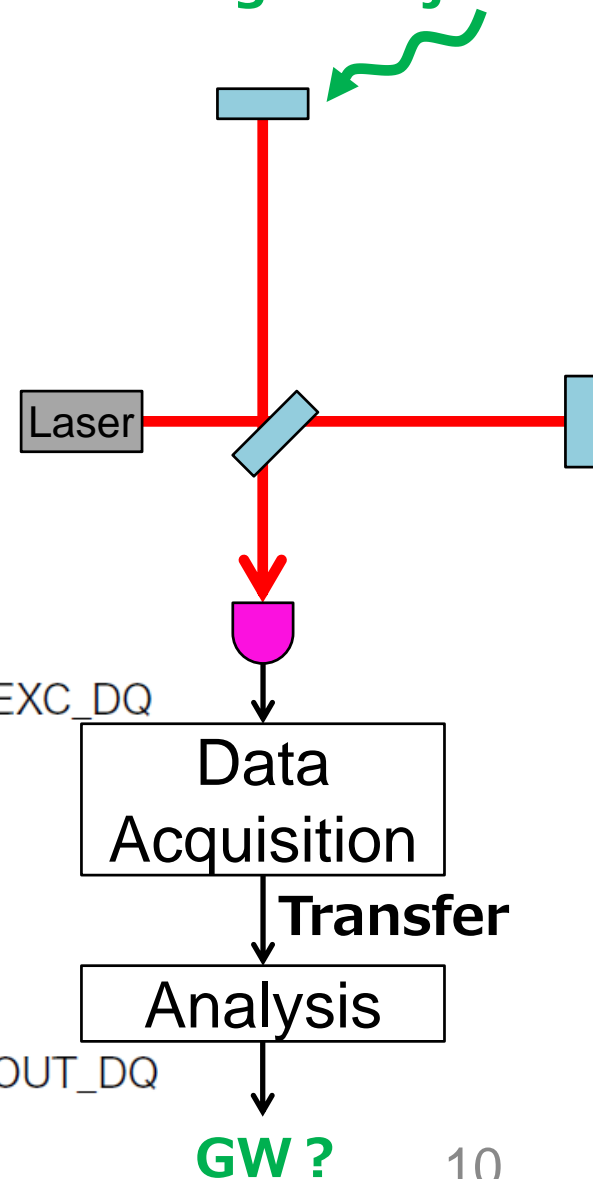 Laser
EXC_DQ
Data
Acquisition
Transfer
Analysis
OUT_DQ
GW ?
10